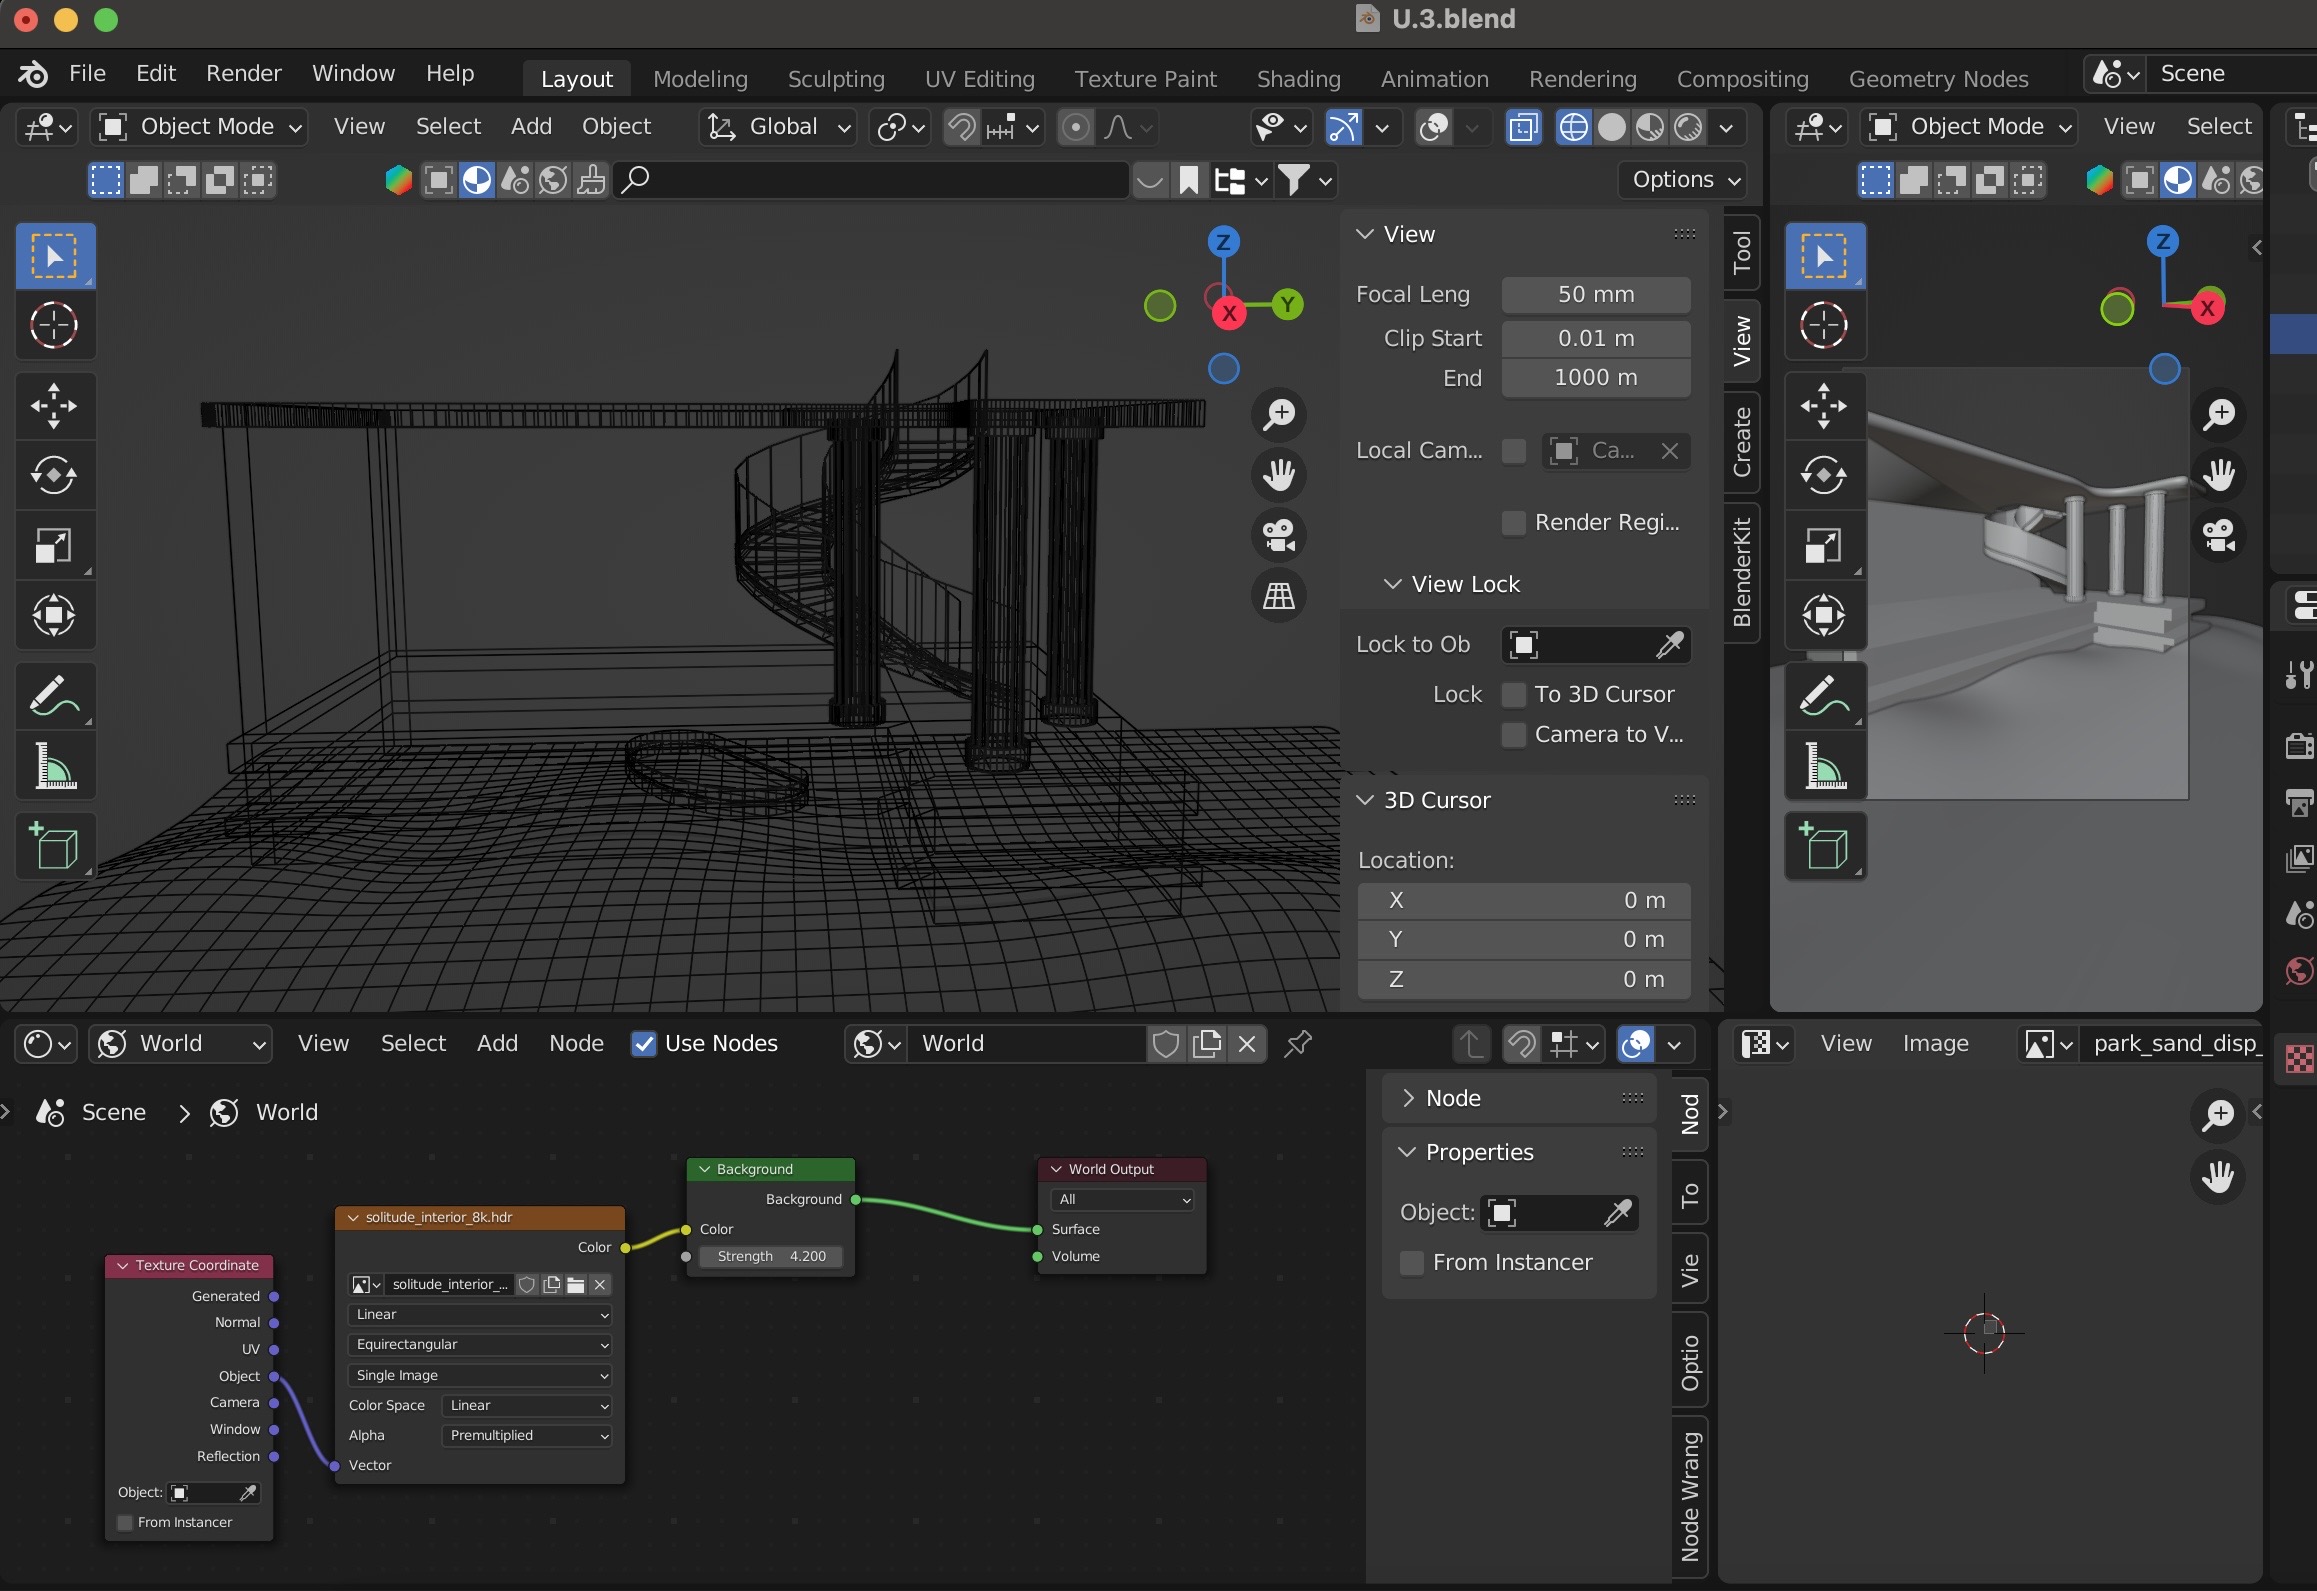 U.3.blend
File Edit Render Window Help Layout Modeling Sculpting UV Editing Texture Paint Shading Animation Rendering Compositing Geometry Nodes Scene
Object Mode View Select Add Object Global Object Mode View Select
Options
Z
X
Y
View
Focal Leng 50 mm
Clip Start 0.01 m
End 1000 m
Local Cam... Ca...
Render Regi...
View Lock
Lock to Ob
Lock To 3D Cursor
Camera to V...
3D Cursor
Location:
X 0 m
Y 0 m
Z 0 m
Tool
View
Create
BlenderKit
Z
X
World View Select Add Node Use Nodes World
View Image park_sand_disp_
Scene > World
Texture Coordinate
Generated
Normal
UV
Object
Camera
Window
Reflection
Object:
From Instancer
solitude_interior_8k.hdr
Color
solitude_interior_...
Linear
Equirectangular
Single Image
Color Space Linear
Alpha Premultiplied
Vector
Background
Background
Color
Strength 4.200
World Output
All
Surface
Volume
Node
Properties
Object:
From Instancer
Nod
To
Vie
Optio
Node Wrang